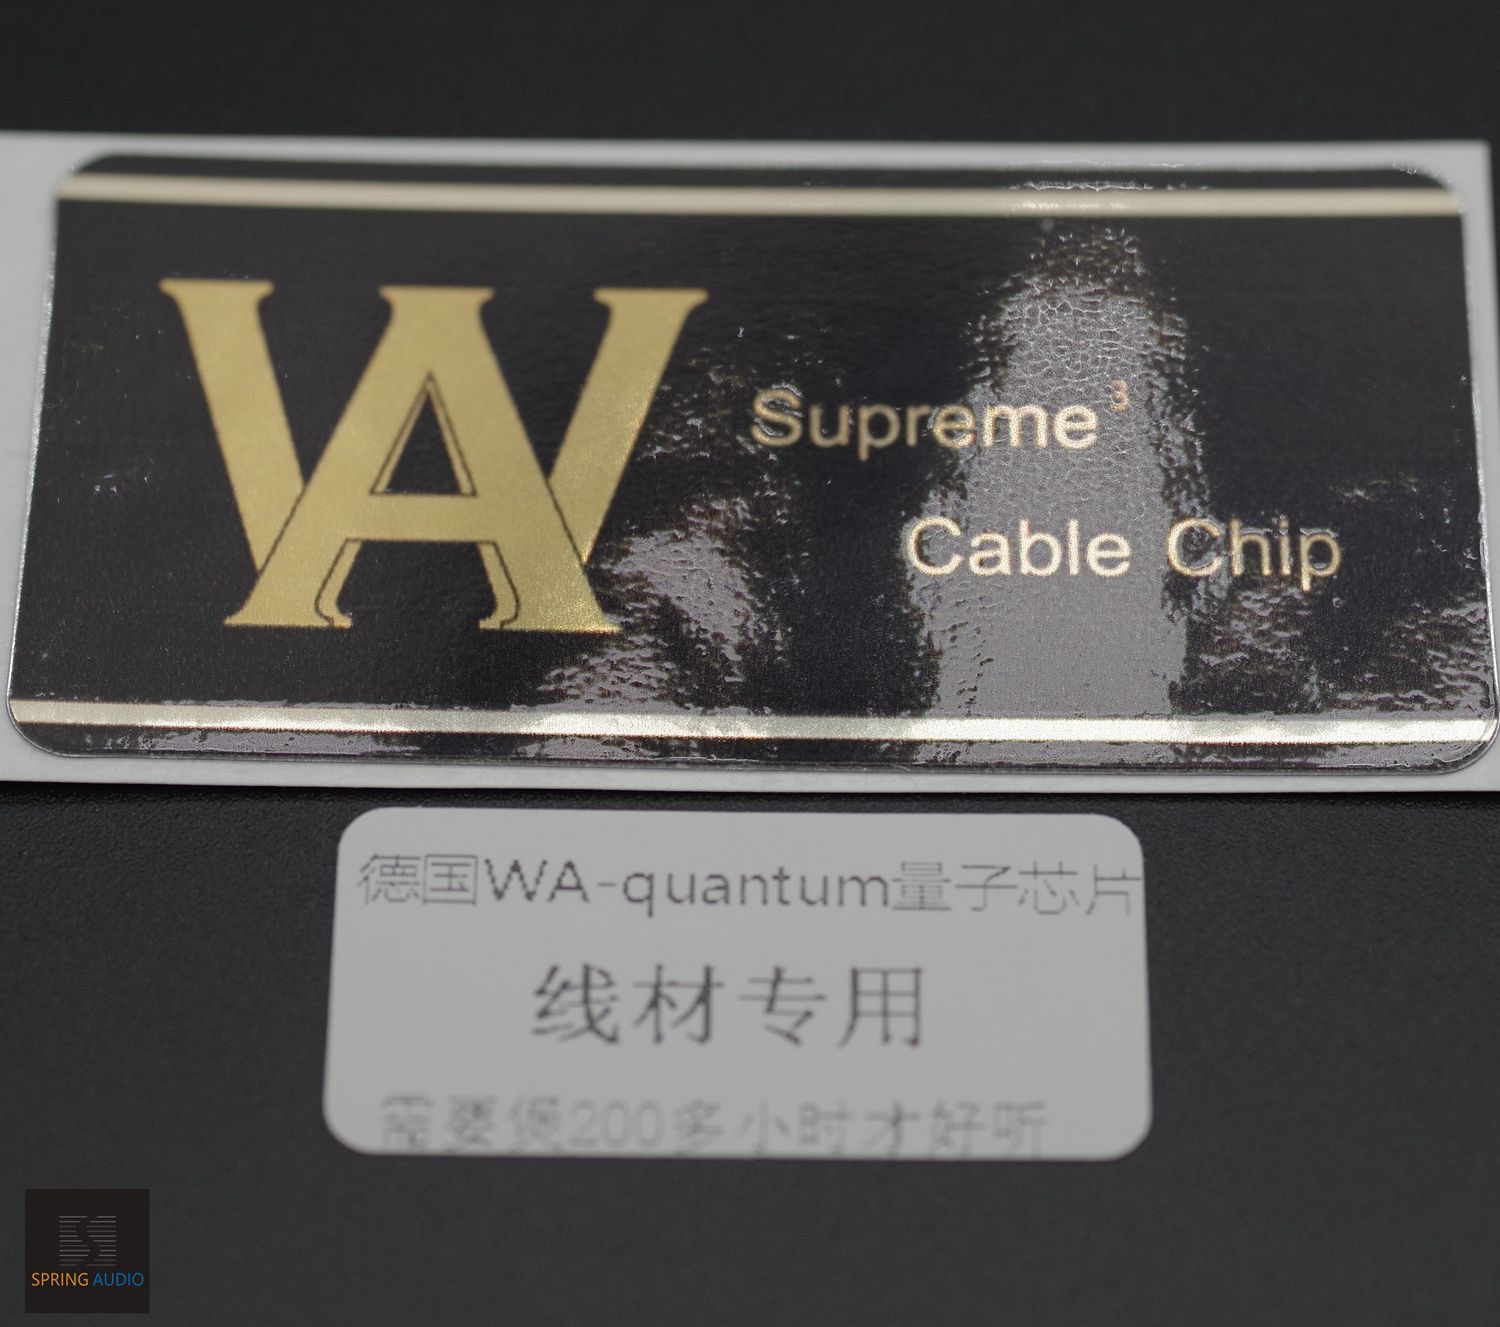 WA
Supreme³
Cable Chip
德国WA-quantum量子芯片
线材专用
需要煲200多小时才好听
SPRING AUDIO